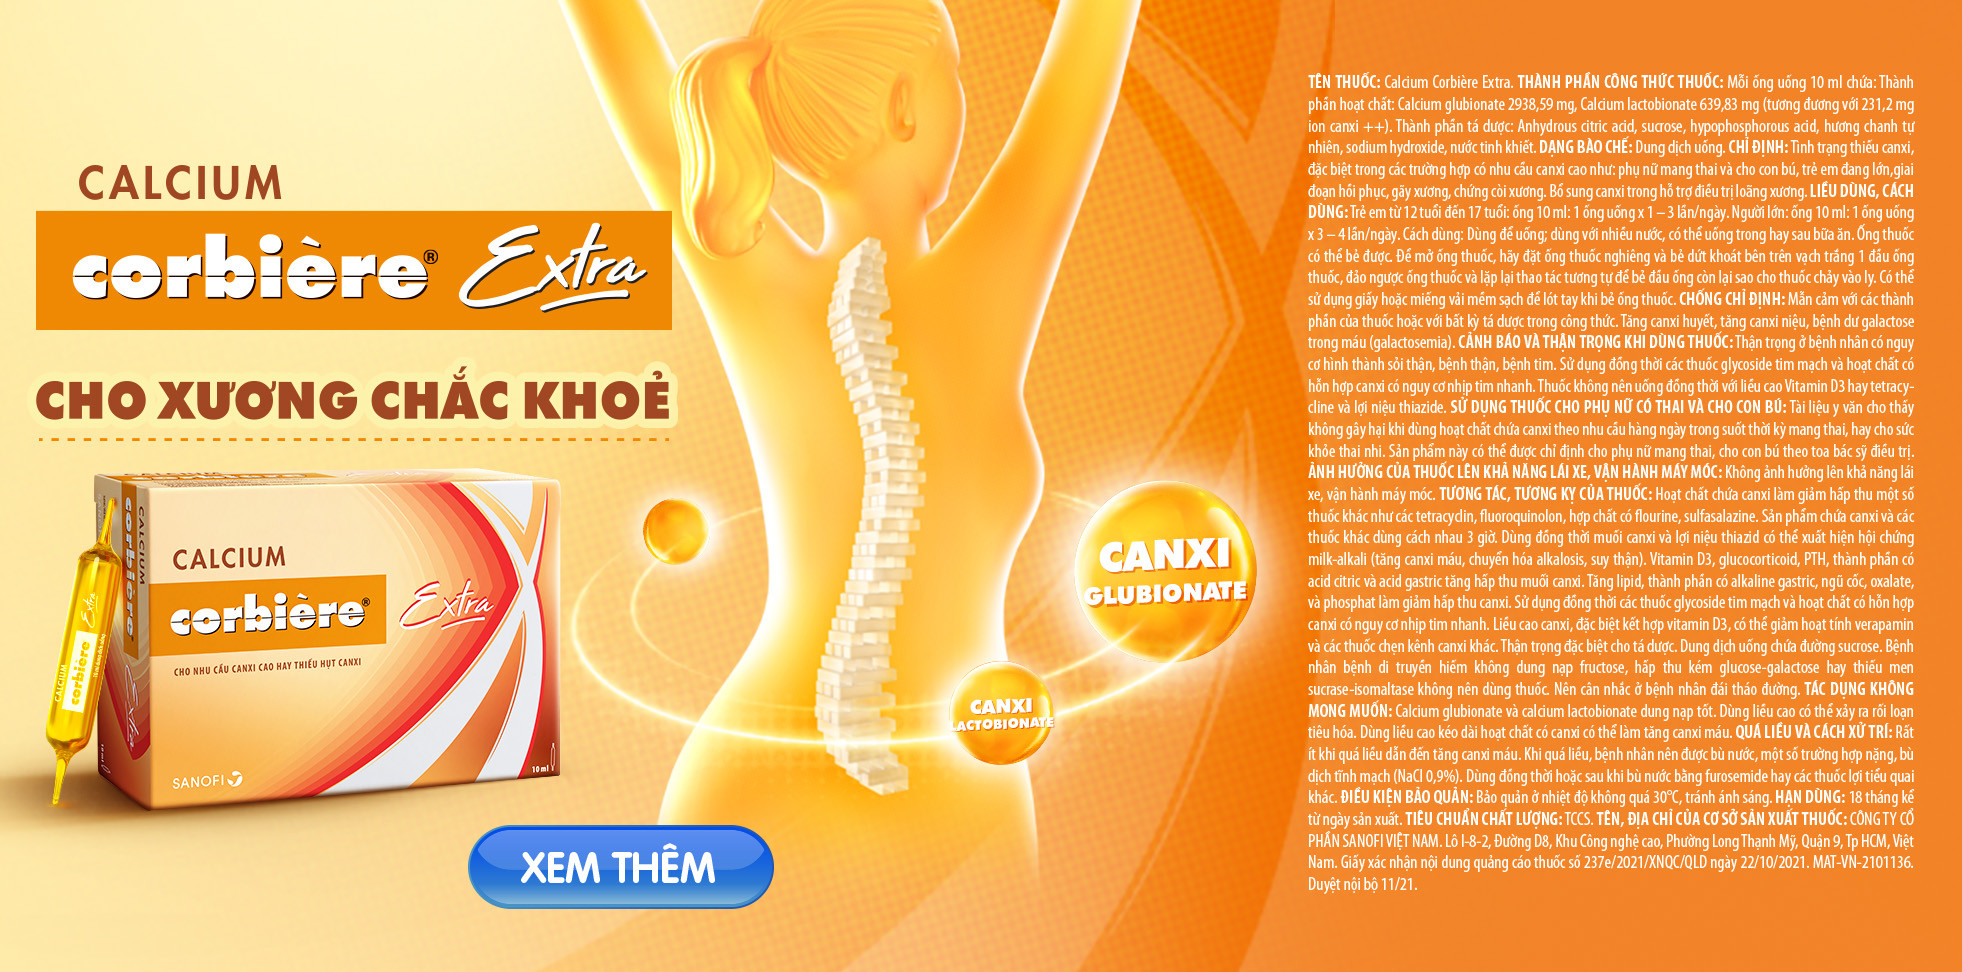 CALCIUM
corbière® Extra
CHO XƯƠNG CHẮC KHOẺ
CALCIUM
corbière
Extra
CALCIUM
corbière
Extra
CALCIUM
corbière® Extra
CHO NHU CẦU CANXI CAO HAY THIẾU HỤT CANXI
SANOFI
10 ml
XEM THÊM
CANXI
GLUBIONATE
CANXI
LACTOBIONATE
TÊN THUỐC: Calcium Corbière Extra. THÀNH PHẦN CÔNG THỨC THUỐC: Mỗi ống uống 10 ml chứa: Thành
phần hoạt chất: Calcium glubionate 2938,59 mg, Calcium lactobionate 639,83 mg (tương đương với 231,2 mg
ion canxi ++). Thành phần tá dược: Anhydrous citric acid, sucrose, hypophosphorous acid, hương chanh tự
nhiên, sodium hydroxide, nước tinh khiết. DẠNG BÀO CHẾ: Dung dịch uống. CHỈ ĐỊNH: Tình trạng thiếu canxi,
đặc biệt trong các trường hợp có nhu cầu canxi cao như: phụ nữ mang thai và cho con bú, trẻ em đang lớn,giai
đoạn hồi phục, gãy xương, chứng còi xương. Bổ sung canxi trong hỗ trợ điều trị loãng xương. LIỀU DÙNG, CÁCH
DÙNG: Trẻ em từ 12 tuổi đến 17 tuổi: ống 10 ml: 1 ống uống x 1 – 3 lần/ngày. Người lớn: ống 10 ml: 1 ống uống
x 3 – 4 lần/ngày. Cách dùng: Dùng để uống; dùng với nhiều nước, có thể uống trong hay sau bữa ăn. Ống thuốc
có thể bẻ được. Để mở ống thuốc, hãy đặt ống thuốc nghiêng và bẻ dứt khoát bên trên vạch trắng 1 đầu ống
thuốc, đảo ngược ống thuốc và lặp lại thao tác tương tự để bẻ đầu ống còn lại sao cho thuốc chảy vào ly. Có thể
sử dụng giấy hoặc miếng vải mềm sạch để lót tay khi bẻ ống thuốc. CHỐNG CHỈ ĐỊNH: Mẫn cảm với các thành
phần của thuốc hoặc với bất kỳ tá dược trong công thức. Tăng canxi huyết, tăng canxi niệu, bệnh dư galactose
trong máu (galactosemia). CẢNH BÁO VÀ THẬN TRỌNG KHI DÙNG THUỐC: Thận trọng ở bệnh nhân có nguy
cơ hình thành sỏi thận, bệnh thận, bệnh tim. Sử dụng đồng thời các thuốc glycoside tim mạch và hoạt chất có
hỗn hợp canxi có nguy cơ nhịp tim nhanh. Thuốc không nên uống đồng thời với liều cao Vitamin D3 hay tetracy-
cline và lợi niệu thiazide. SỬ DỤNG THUỐC CHO PHỤ NỮ CÓ THAI VÀ CHO CON BÚ: Tài liệu y văn cho thấy
không gây hại khi dùng hoạt chất chứa canxi theo nhu cầu hàng ngày trong suốt thời kỳ mang thai, hay cho sức
khỏe thai nhi. Sản phẩm này có thể được chỉ định cho phụ nữ mang thai, cho con bú theo toa bác sỹ điều trị.
ẢNH HƯỞNG CỦA THUỐC LÊN KHẢ NĂNG LÁI XE, VẬN HÀNH MÁY MÓC: Không ảnh hưởng lên khả năng lái
xe, vận hành máy móc. TƯƠNG TÁC, TƯƠNG KỴ CỦA THUỐC: Hoạt chất chứa canxi làm giảm hấp thu một số
thuốc khác như các tetracyclin, fluoroquinolon, hợp chất có flourine, sulfasalazine. Sản phẩm chứa canxi và các
thuốc khác dùng cách nhau 3 giờ. Dùng đồng thời muối canxi và lợi niệu thiazid có thể xuất hiện hội chứng
milk-alkali (tăng canxi máu, chuyển hóa alkalosis, suy thận). Vitamin D3, glucocorticoid, PTH, thành phần có
acid citric và acid gastric tăng hấp thu muối canxi. Tăng lipid, thành phần có alkaline gastric, ngũ cốc, oxalate,
và phosphat làm giảm hấp thu canxi. Sử dụng đồng thời các thuốc glycoside tim mạch và hoạt chất có hỗn hợp
canxi có nguy cơ nhịp tim nhanh. Liều cao canxi, đặc biệt kết hợp vitamin D3, có thể giảm hoạt tính verapamin
và các thuốc chẹn kênh canxi khác. Thận trọng đặc biệt cho tá dược. Dung dịch uống chứa đường sucrose. Bệnh
nhân bệnh di truyền hiếm không dung nạp fructose, hấp thu kém glucose-galactose hay thiếu men
sucrase-isomaltase không nên dùng thuốc. Nên cân nhắc ở bệnh nhân đái tháo đường. TÁC DỤNG KHÔNG
MONG MUỐN: Calcium glubionate và calcium lactobionate dung nạp tốt. Dùng liều cao có thể xảy ra rối loạn
tiêu hóa. Dùng liều cao kéo dài hoạt chất có canxi có thể làm tăng canxi máu. QUÁ LIỀU VÀ CÁCH XỬ TRÍ: Rất
ít khi quá liều dẫn đến tăng canxi máu. Khi quá liều, bệnh nhân nên được bù nước, một số trường hợp nặng, bù
dịch tĩnh mạch (NaCl 0,9%). Dùng đồng thời hoặc sau khi bù nước bằng furosemide hay các thuốc lợi tiểu quai
khác. ĐIỀU KIỆN BẢO QUẢN: Bảo quản ở nhiệt độ không quá 30°C, tránh ánh sáng. HẠN DÙNG: 18 tháng kể
từ ngày sản xuất. TIÊU CHUẨN CHẤT LƯỢNG: TCCS. TÊN, ĐỊA CHỈ CỦA CƠ SỞ SẢN XUẤT THUỐC: CÔNG TY CỔ
PHẦN SANOFI VIỆT NAM. Lô I-8-2, Đường D8, Khu Công nghệ cao, Phường Long Thạnh Mỹ, Quận 9, Tp HCM, Việt
Nam. Giấy xác nhận nội dung quảng cáo thuốc số 237e/2021/XNQC/QLD ngày 22/10/2021. MAT-VN-2101136.
Duyệt nội bộ 11/21.